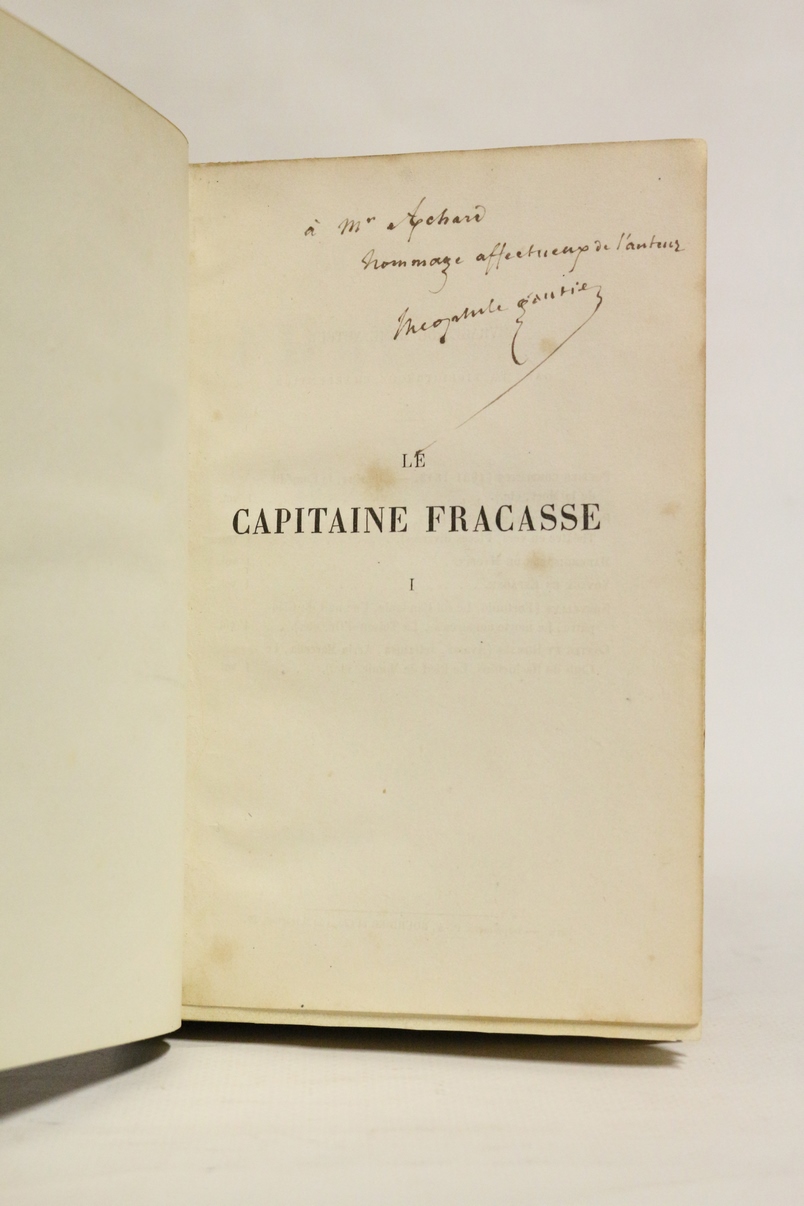 à Mr Achard
hommage affectueux de l'auteur
théophile gautier
LE
CAPITAINE FRACASSE
I